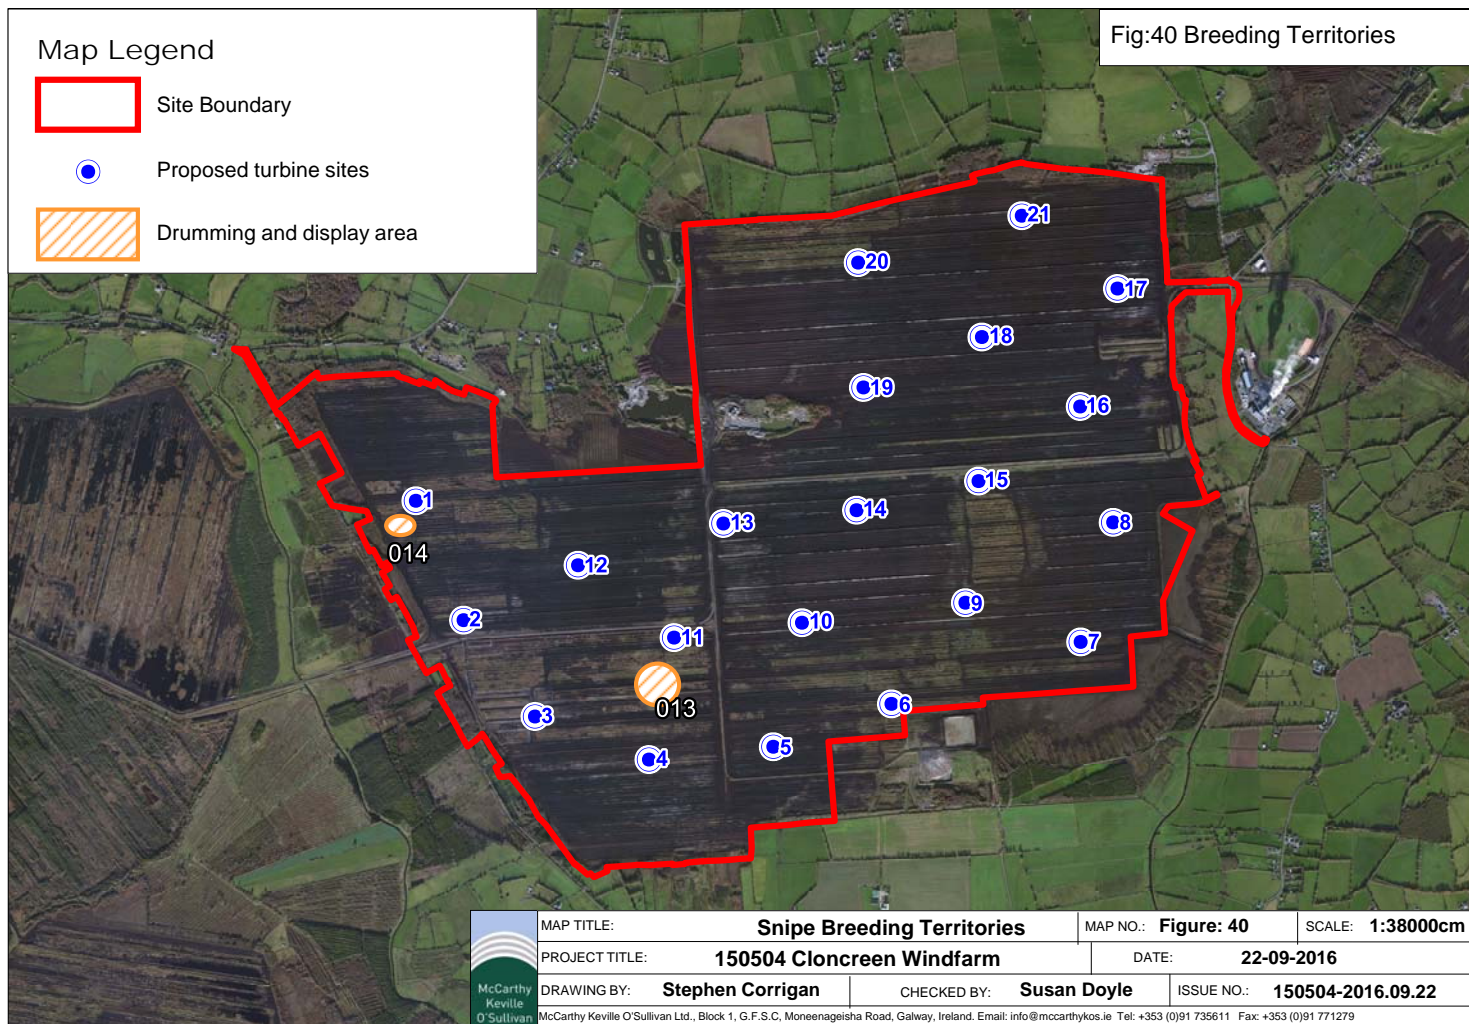 Map Legend
Site Boundary
Proposed turbine sites
Drumming and display area
Fig:40 Breeding Territories
21
20
17
18
19
16
15
1
14
13
8
014
12
9
2
10
11
7
013
6
3
5
4
MAP TITLE: Snipe Breeding Territories MAP NO.: Figure: 40 SCALE: 1:38000cm
PROJECT TITLE: 150504 Cloncreen Windfarm DATE: 22-09-2016
DRAWING BY: Stephen Corrigan CHECKED BY: Susan Doyle ISSUE NO.: 150504-2016.09.22
McCarthy
Keville
O'Sullivan
McCarthy Keville O'Sullivan Ltd., Block 1, G.F.S.C, Moneenageisha Road, Galway, Ireland. Email: info@mccarthykos.ie Tel: +353 (0)91 735611 Fax: +353 (0)91 771279